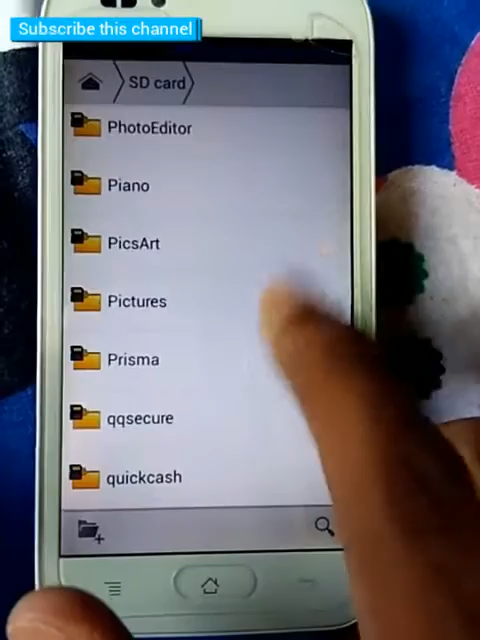 Subscribe this channel
SD card
PhotoEditor
Piano
PicsArt
Pictures
Prisma
qqsecure
quickcash